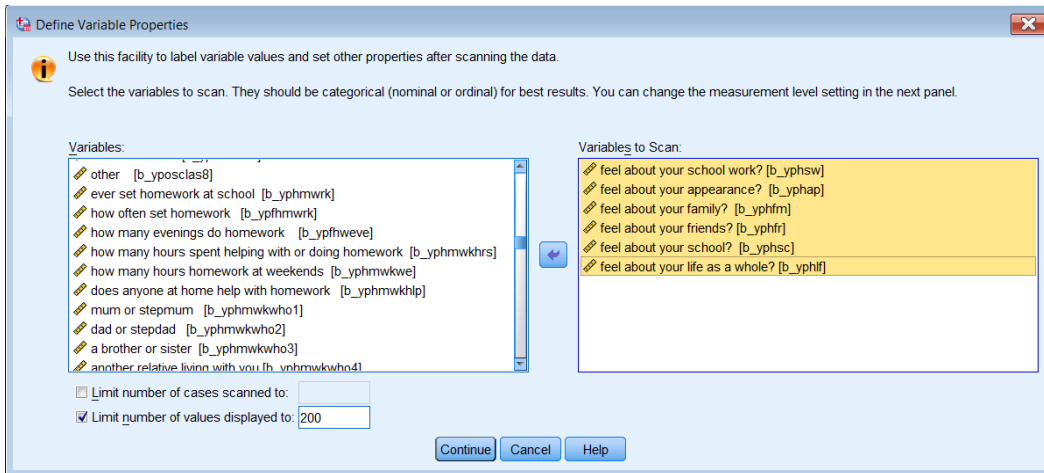 Define Variable Properties
Use this facility to label variable values and set other properties after scanning the data.
Select the variables to scan. They should be categorical (nominal or ordinal) for best results. You can change the measurement level setting in the next panel.
Variables:
other [b_yposclas8]
ever set homework at school [b_yphmwrk]
how often set homework [b_ypfhmwrk]
how many evenings do homework [b_ypfhweve]
how many hours spent helping with or doing homework [b_yphmwkhrs]
how many hours homework at weekends [b_yphmwkwe]
does anyone at home help with homework [b_yphmwkhlp]
mum or stepmum [b_yphmwkwho1]
dad or stepdad [b_yphmwkwho2]
a brother or sister [b_yphmwkwho3]
another relative living with you [b_yphmwkwho4]
Variables to Scan:
feel about your school work? [b_yphsw]
feel about your appearance? [b_yphap]
feel about your family? [b_yphfm]
feel about your friends? [b_yphfr]
feel about your school? [b_yphsc]
feel about your life as a whole? [b_yphlf]
Limit number of cases scanned to:
Limit number of values displayed to: 200
Continue Cancel Help